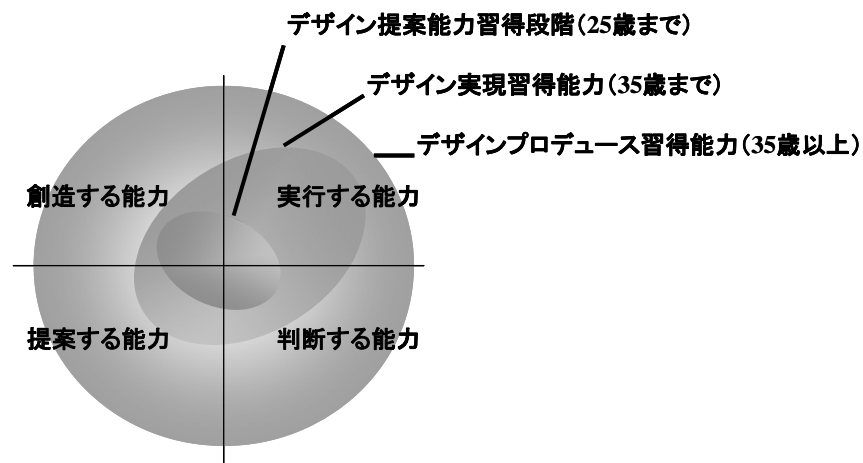 デザイン提案能力習得段階（25歳まで）
デザイン実現習得能力（35歳まで）
デザインプロデュース習得能力（35歳以上）
創造する能力
実行する能力
提案する能力
判断する能力